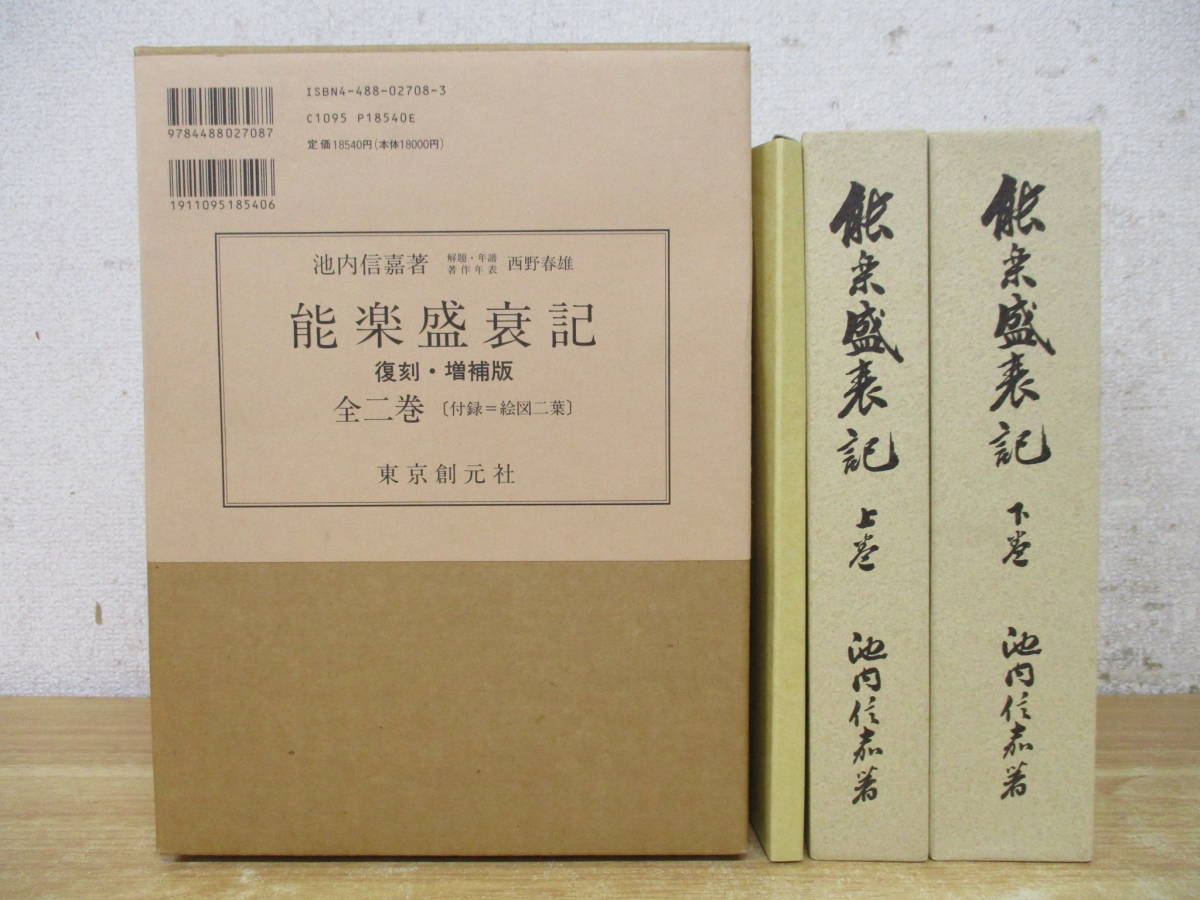 ISBN4-488-02708-3
C1095 P18540E
定価18540円(本体18000円)
9784488027087
1911095185406
池内信嘉著 解題・年譜 著作年表 西野春雄
能楽盛衰記
復刻・増補版
全二巻〔付録=絵図二葉〕
東京創元社
能楽盛衰記 上巻 池内信嘉著
能楽盛衰記 下巻 池内信嘉著